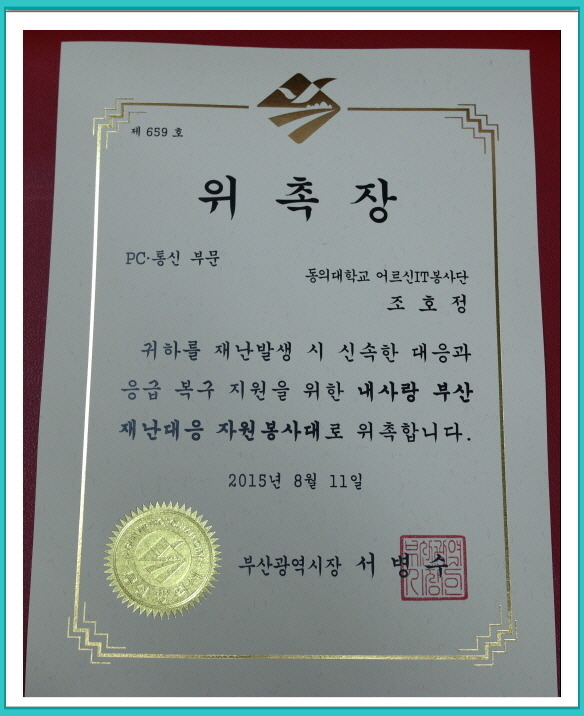 제 659 호
위 촉 장
PC·통신 부문
동의대학교 어르신IT봉사단
조 호 정
귀하를 재난발생 시 신속한 대응과
응급 복구 지원을 위한 내사랑 부산
재난대응 자원봉사대로 위촉합니다.
2015년 8월 11일
부산광역시장 서 병 수